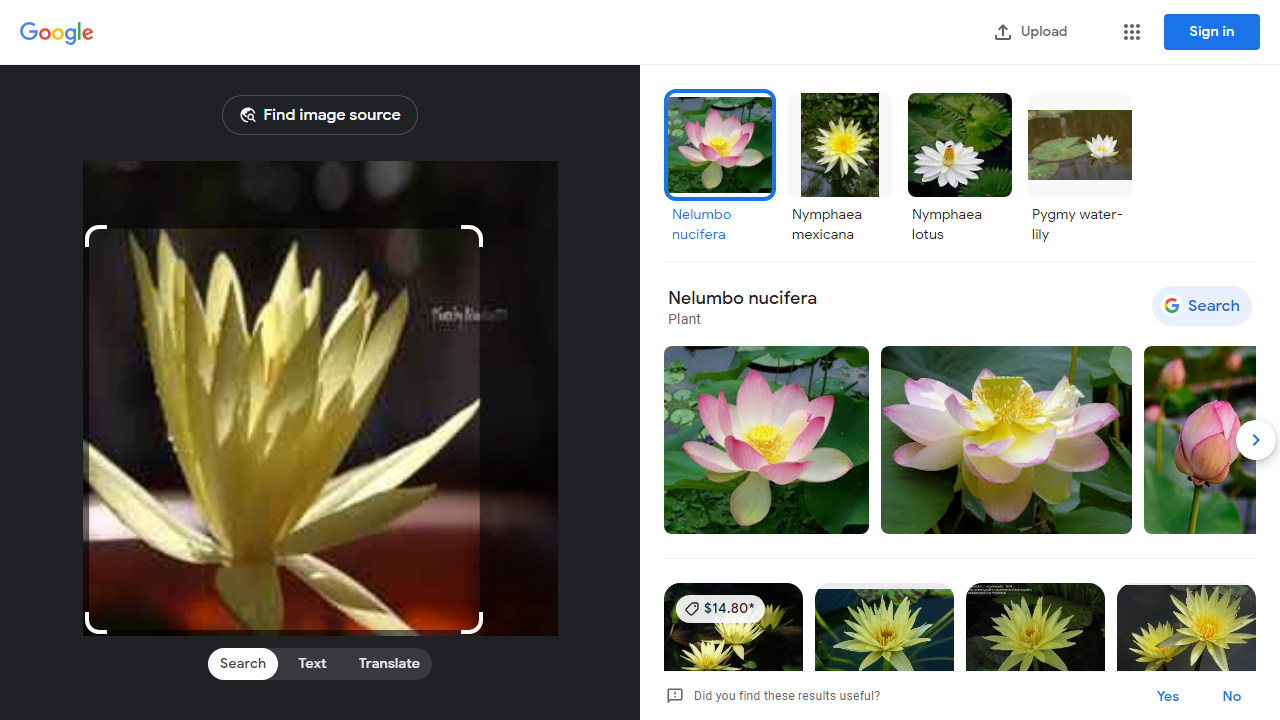 Google
Upload
Sign in
Find image source
Nelumbo nucifera
Nymphaea mexicana
Nymphaea lotus
Pygmy water-lily
Nelumbo nucifera
Plant
Search
$14.80*
Search
Text
Translate
Did you find these results useful?
Yes
No